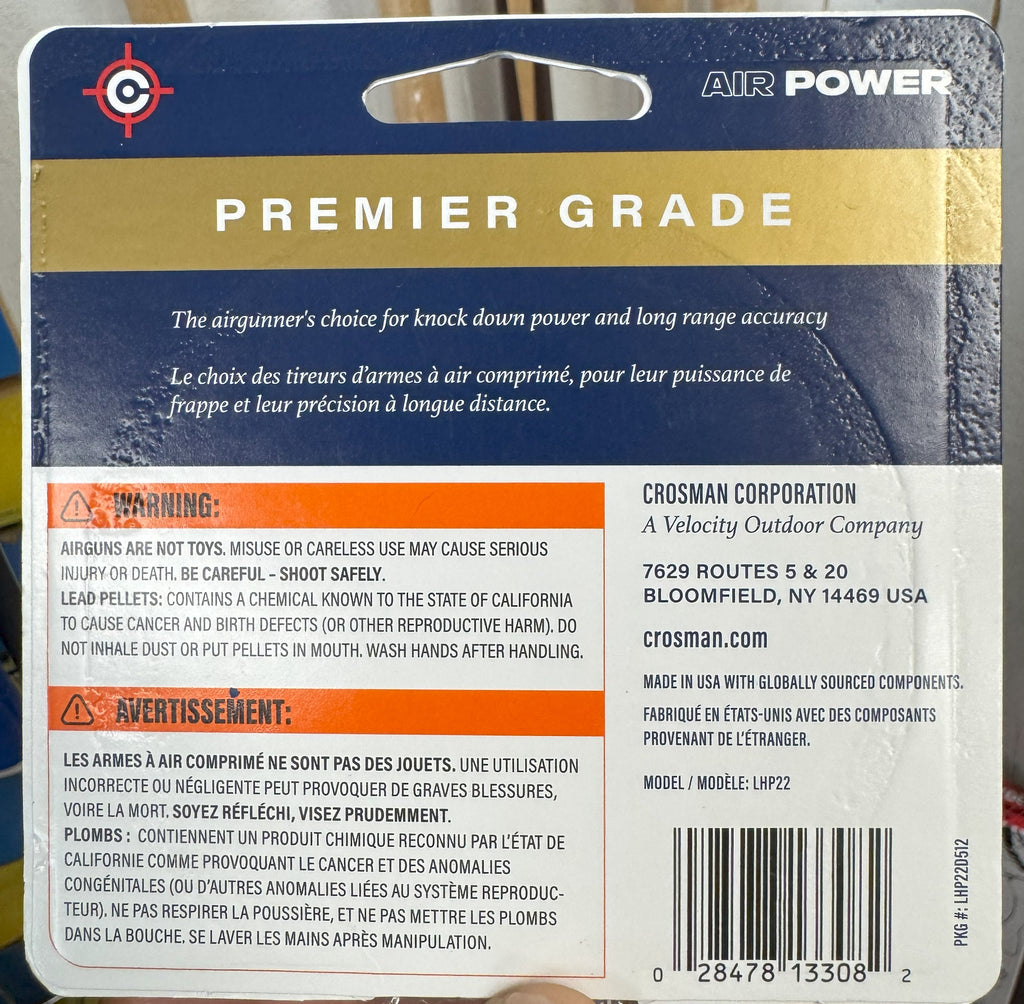 C
AIR POWER
PREMIER GRADE
The airgunner's choice for knock down power and long range accuracy
Le choix des tireurs d'armes à air comprimé, pour leur puissance de
frappe et leur précision à longue distance.
WARNING:
AIRGUNS ARE NOT TOYS. MISUSE OR CARELESS USE MAY CAUSE SERIOUS
INJURY OR DEATH. BE CAREFUL – SHOOT SAFELY.
LEAD PELLETS: CONTAINS A CHEMICAL KNOWN TO THE STATE OF CALIFORNIA
TO CAUSE CANCER AND BIRTH DEFECTS (OR OTHER REPRODUCTIVE HARM). DO
NOT INHALE DUST OR PUT PELLETS IN MOUTH. WASH HANDS AFTER HANDLING.
AVERTISSEMENT:
LES ARMES À AIR COMPRIMÉ NE SONT PAS DES JOUETS. UNE UTILISATION
INCORRECTE OU NÉGLIGENTE PEUT PROVOQUER DE GRAVES BLESSURES,
VOIRE LA MORT. SOYEZ RÉFLÉCHI, VISEZ PRUDEMMENT.
PLOMBS : CONTIENNENT UN PRODUIT CHIMIQUE RECONNU PAR L'ÉTAT DE
CALIFORNIE COMME PROVOQUANT LE CANCER ET DES ANOMALIES
CONGÉNITALES (OU D'AUTRES ANOMALIES LIÉES AU SYSTÈME REPRODUC-
TEUR). NE PAS RESPIRER LA POUSSIÈRE, ET NE PAS METTRE LES PLOMBS
DANS LA BOUCHE. SE LAVER LES MAINS APRÈS MANIPULATION.
CROSMAN CORPORATION
A Velocity Outdoor Company
7629 ROUTES 5 & 20
BLOOMFIELD, NY 14469 USA
crosman.com
MADE IN USA WITH GLOBALLY SOURCED COMPONENTS.
FABRIQUÉ EN ÉTATS-UNIS AVEC DES COMPOSANTS
PROVENANT DE L'ÉTRANGER.
MODEL / MODÈLE: LHP22
0 28478 13308 2
PKG #: LHP22D512